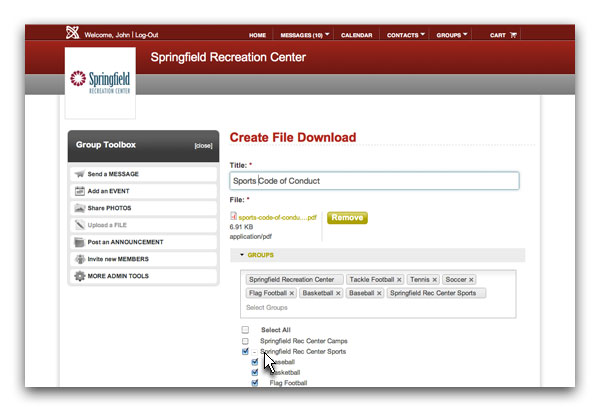 Welcome, John | Log-Out
HOME MESSAGES (10) CALENDAR CONTACTS GROUPS CART
Springfield Recreation Center
Springfield
RECREATION CENTER
Group Toolbox [close]
Send a MESSAGE
Add an EVENT
Share PHOTOS
Upload a FILE
Post an ANNOUNCEMENT
Invite new MEMBERS
MORE ADMIN TOOLS
Create File Download
Title: *
Sports Code of Conduct
File: *
sports-code-of-condu....pdf Remove
6.91 KB
application/pdf
GROUPS
Springfield Recreation Center Tackle Football × Tennis × Soccer ×
Flag Football × Basketball × Baseball × Springfield Rec Center Sports
Select Groups
Select All
Springfield Rec Center Camps
Springfield Rec Center Sports
Baseball
Basketball
Flag Football